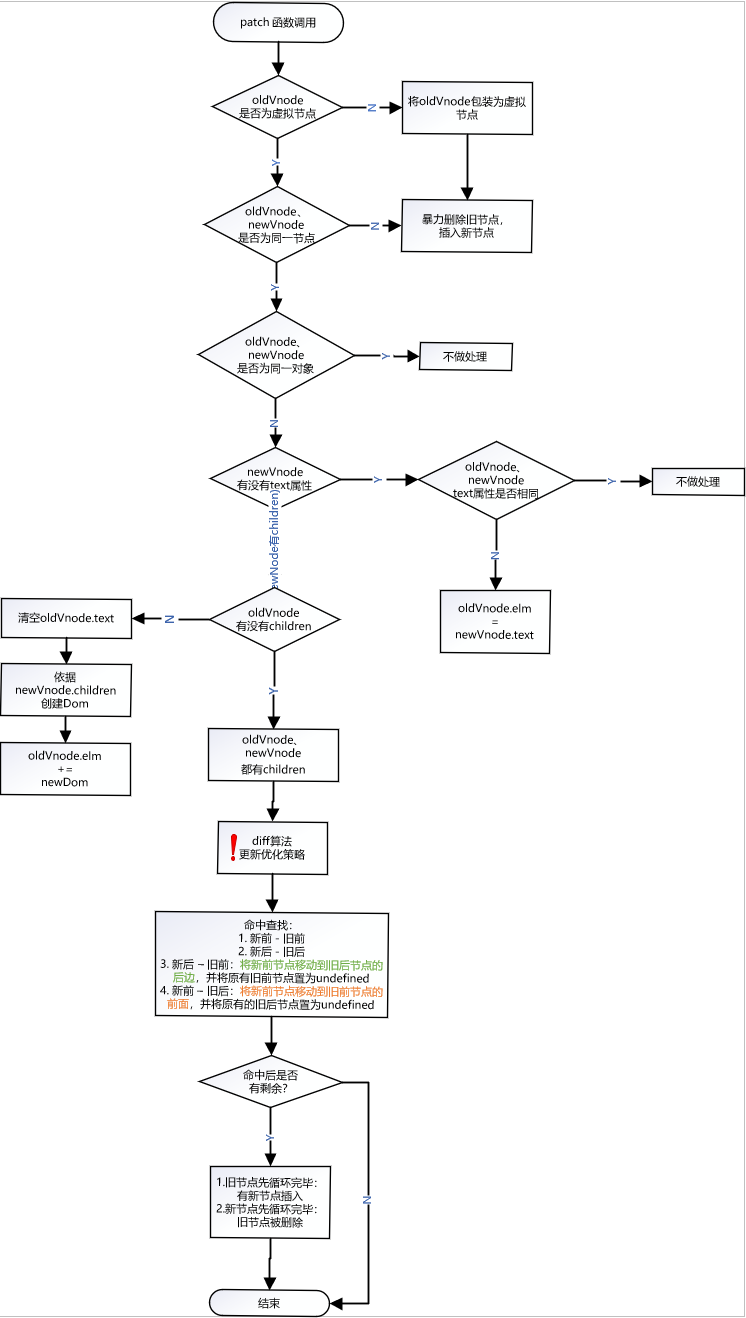 patch 函数调用
oldVnode
是否为虚拟节点
N
将oldVnode包装为虚拟
节点
Y
oldVnode、
newVnode
是否为同一节点
N
暴力删除旧节点，
插入新节点
Y
oldVnode、
newVnode
是否为同一对象
Y
不做处理
N
newVnode
有没有text属性
Y
oldVnode、
newVnode
text属性是否相同
Y
不做处理
N
oldVnode.elm
=
newVnode.text
ewNode有children)
oldVnode
有没有children
N
清空oldVnode.text
依据
newVnode.children
创建Dom
oldVnode.elm
+=
newDom
Y
oldVnode、
newVnode
都有children
diff算法
更新优化策略
命中查找：
1. 新前 - 旧前
2. 新后 - 旧后
3. 新后 – 旧前：将新前节点移动到旧后节点的
后边，并将原有旧前节点置为undefined
4. 新前 – 旧后：将新前节点移动到旧前节点的
前面，并将原有的旧后节点置为undefined
命中后是否
有剩余?
Y
N
1.旧节点先循环完毕：
有新节点插入
2.新节点先循环完毕：
旧节点被删除
结束